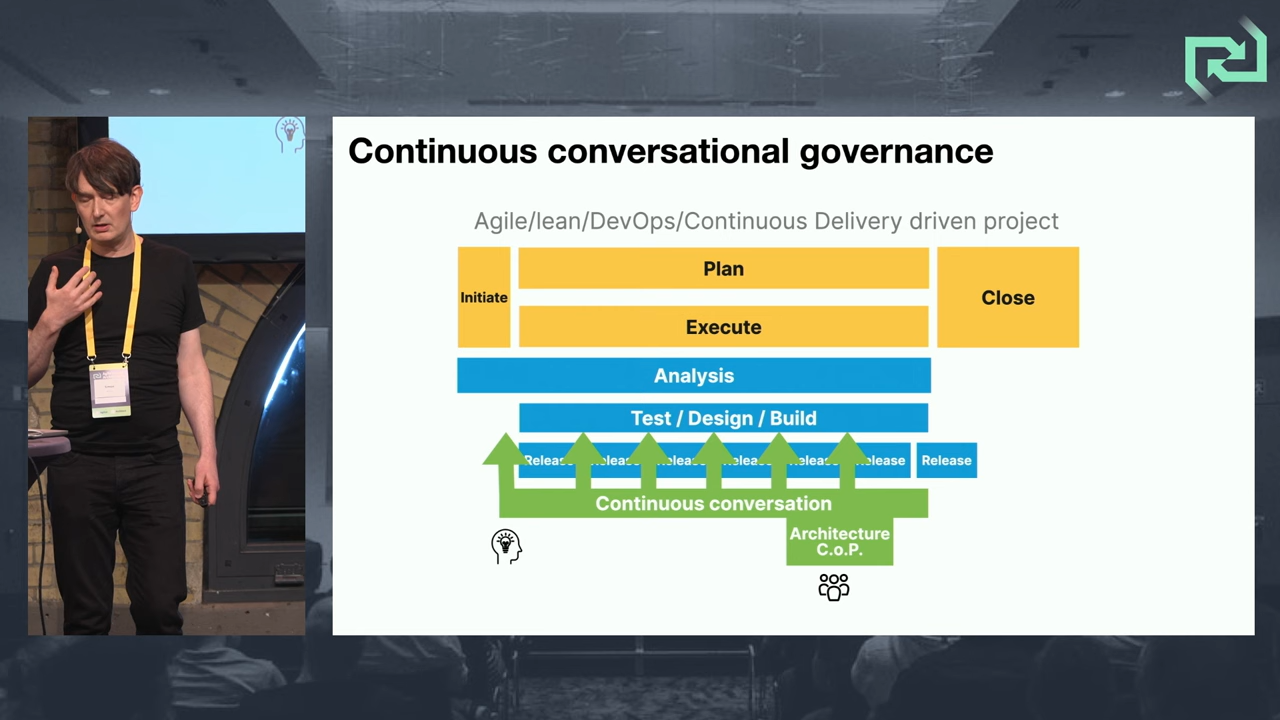 Continuous conversational governance
Agile/lean/DevOps/Continuous Delivery driven project
Initiate
Plan
Execute
Close
Analysis
Test / Design / Build
Release
Continuous conversation
Architecture
C.o.P.